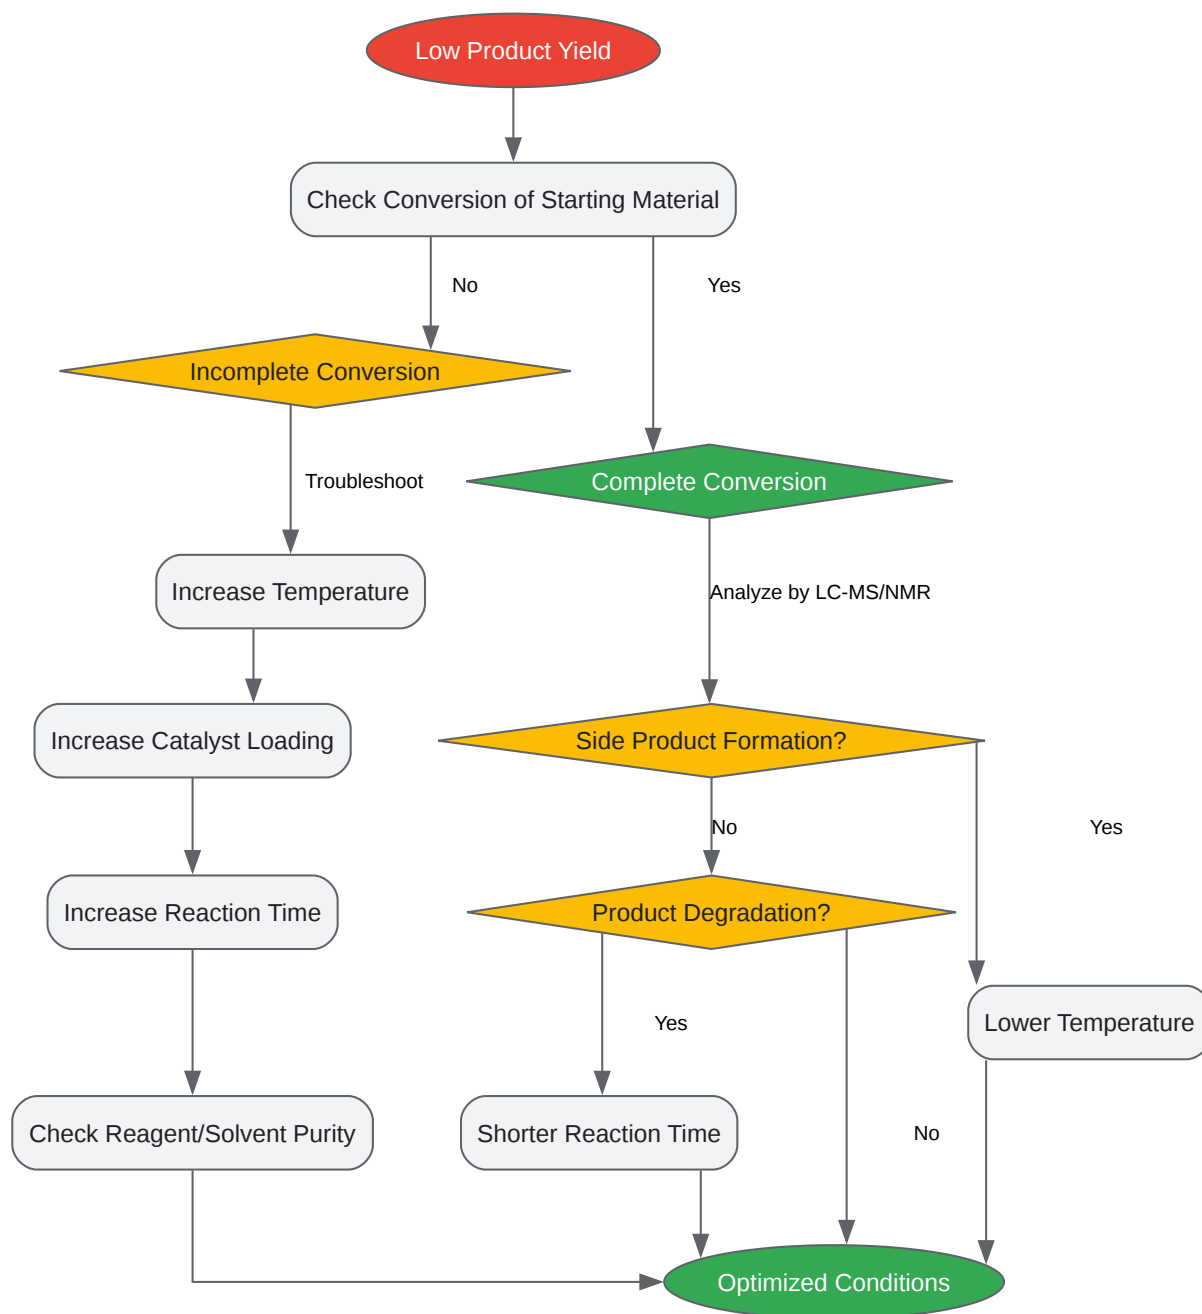 Low Product Yield
Check Conversion of Starting Material
No
Yes
Incomplete Conversion
Troubleshoot
Complete Conversion
Increase Temperature
Analyze by LC-MS/NMR
Increase Catalyst Loading
Side Product Formation?
No
Yes
Increase Reaction Time
Product Degradation?
Yes
Lower Temperature
Check Reagent/Solvent Purity
Shorter Reaction Time
No
Optimized Conditions